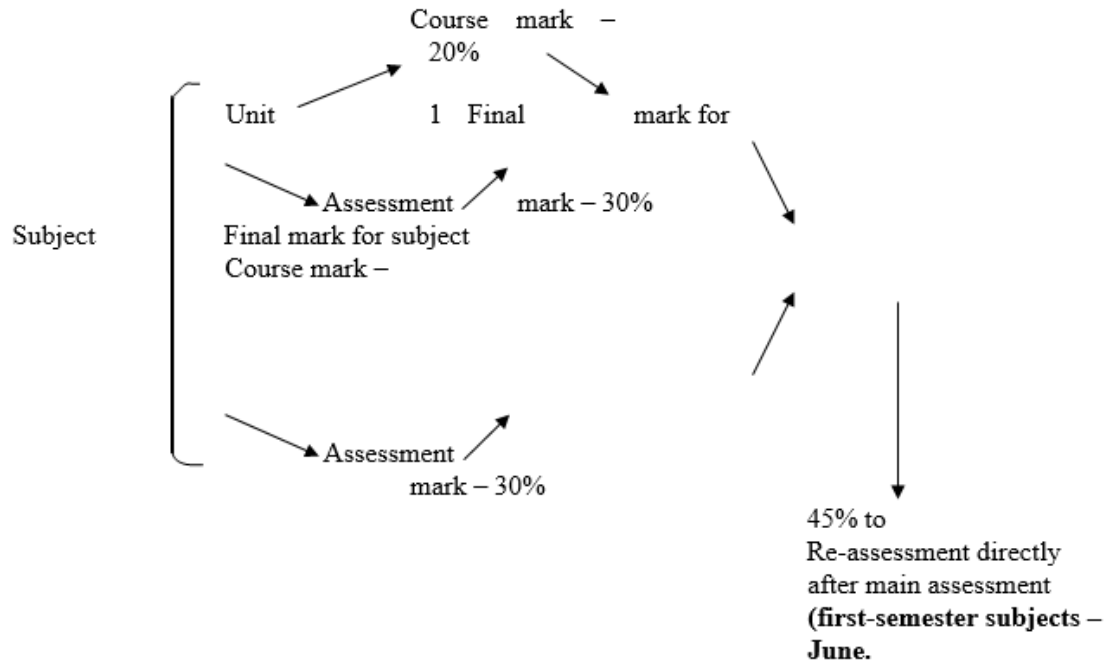 Course mark –
20%
Unit 1 Final mark for
Assessment mark – 30%
Subject Final mark for subject
Course mark –
Assessment
mark – 30%
45% to
Re-assessment directly
after main assessment
(first-semester subjects –
June.